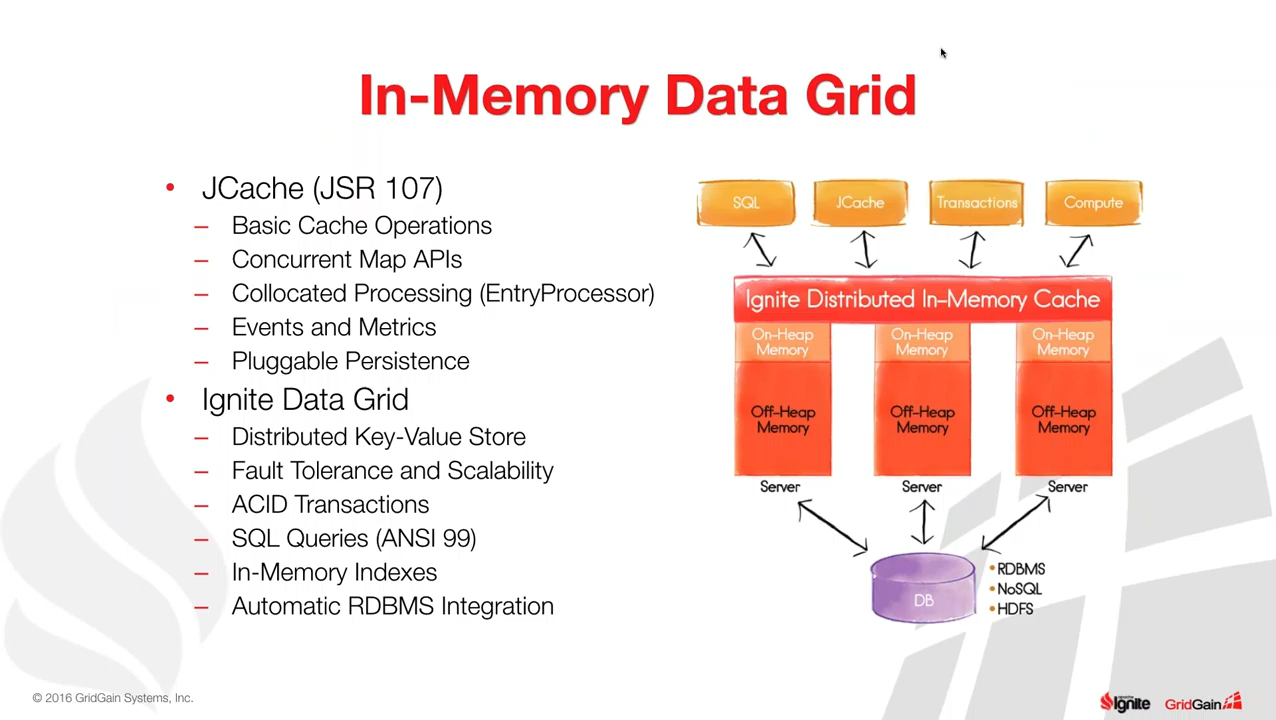 In-Memory Data Grid
• JCache (JSR 107)
– Basic Cache Operations
– Concurrent Map APIs
– Collocated Processing (EntryProcessor)
– Events and Metrics
– Pluggable Persistence
• Ignite Data Grid
– Distributed Key-Value Store
– Fault Tolerance and Scalability
– ACID Transactions
– SQL Queries (ANSI 99)
– In-Memory Indexes
– Automatic RDBMS Integration
SQL JCache Transactions Compute
Ignite Distributed In-Memory Cache
On-Heap On-Heap On-Heap
Memory Memory Memory
Off-Heap Off-Heap Off-Heap
Memory Memory Memory
Server Server Server
DB
• RDBMS
• NoSQL
• HDFS
© 2016 GridGain Systems, Inc.
Ignite GridGain